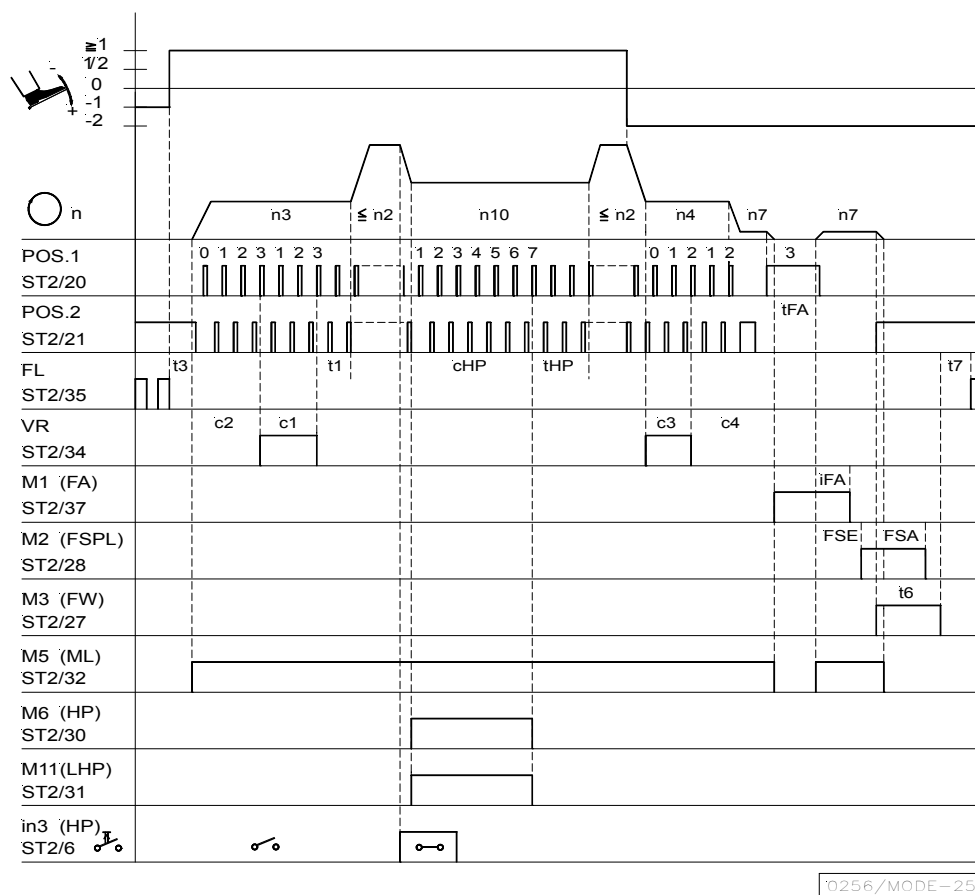 ≧1
1/2
0
-1
-2
-
+
n
n3
≤ n2
n10
≤ n2
n4
n7
n7
POS.1
ST2/20
0 1 2 3 1 2 3
1 2 3 4 5 6 7
0 1 2 1 2
3
POS.2
ST2/21
tFA
FL
ST2/35
t3
t1
cHP
tHP
t7
VR
ST2/34
c2
c1
c3
c4
M1 (FA)
ST2/37
iFA
M2 (FSPL)
ST2/28
FSE
FSA
M3 (FW)
ST2/27
t6
M5 (ML)
ST2/32
M6 (HP)
ST2/30
M11(LHP)
ST2/31
in3 (HP)
ST2/6
0256/MODE-25